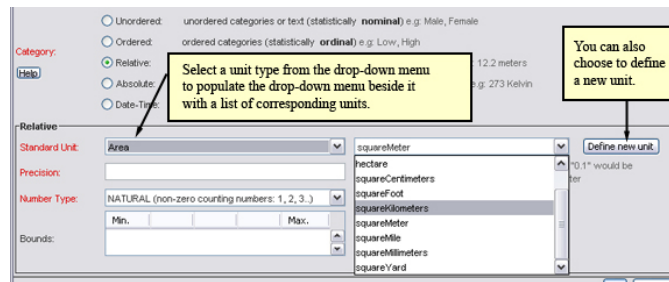 Unordered: unordered categories or text (statistically nominal) e.g: Male, Female
Ordered: ordered categories (statistically ordinal) e.g: Low, High
Category:
Relative: 12.2 meters
Help
Absolute: e.g: 273 Kelvin
Date-Time:
Select a unit type from the drop-down menu
to populate the drop-down menu beside it
with a list of corresponding units.
You can also
choose to define
a new unit.
Relative
Standard Unit: Area squareMeter Define new unit
Precision: "0.1" would be
Number Type: NATURAL (non-zero counting numbers: 1, 2, 3..)
Min. Max.
Bounds:
hectare
squareCentimeters
squareFoot
squareKilometers
squareMeter
squareMile
squareMillimeters
squareYard